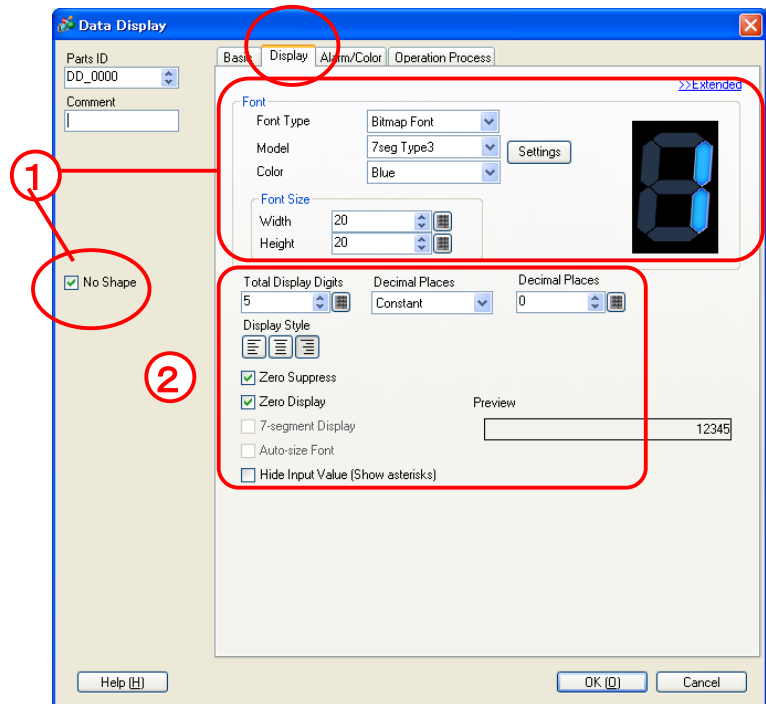 Data Display
Parts ID
DD_0000
Comment
No Shape
Basic Display Alarm/Color Operation Process
>>Extended
Font
Font Type Bitmap Font
Model 7seg Type3 Settings
Color Blue
Font Size
Width 20
Height 20
1
①
Total Display Digits Decimal Places Decimal Places
5 Constant 0
Display Style
②
Zero Suppress
Zero Display Preview
7-segment Display 12345
Auto-size Font
Hide Input Value (Show asterisks)
Help (H) OK (O) Cancel